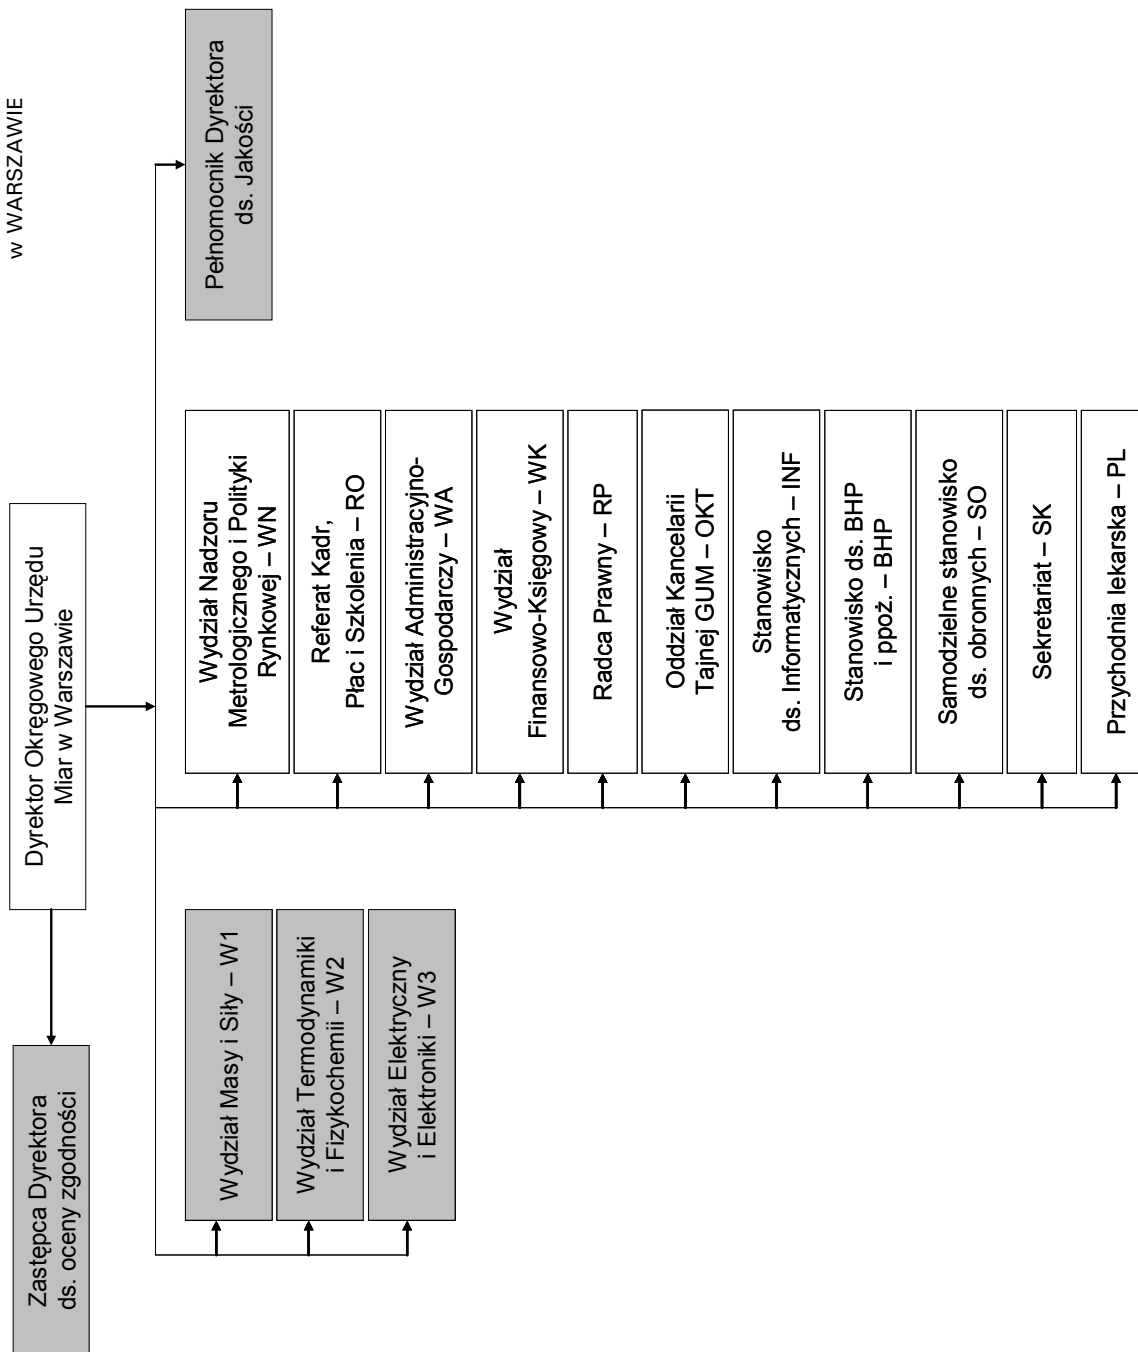 w WARSZAWIE
Dyrektor Okręgowego Urzędu
Miar w Warszawie
Zastępca Dyrektora
ds. oceny zgodności
Wydział Masy i Siły – W1
Wydział Termodynamiki
i Fizykochemii – W2
Wydział Elektryczny
i Elektroniki – W3
Wydział Nadzoru
Metrologicznego i Polityki
Rynkowej – WN
Referat Kadr,
Płac i Szkolenia – RO
Wydział Administracyjno-
Gospodarczy – WA
Wydział
Finansowo-Księgowy – WK
Radca Prawny – RP
Oddział Kancelarii
Tajnej GUM – OKT
Stanowisko
ds. Informatycznych – INF
Stanowisko ds. BHP
i ppoż. – BHP
Samodzielne stanowisko
ds. obronnych – SO
Sekretariat – SK
Przychodnia lekarska – PL
Pełnomocnik Dyrektora
ds. Jakości